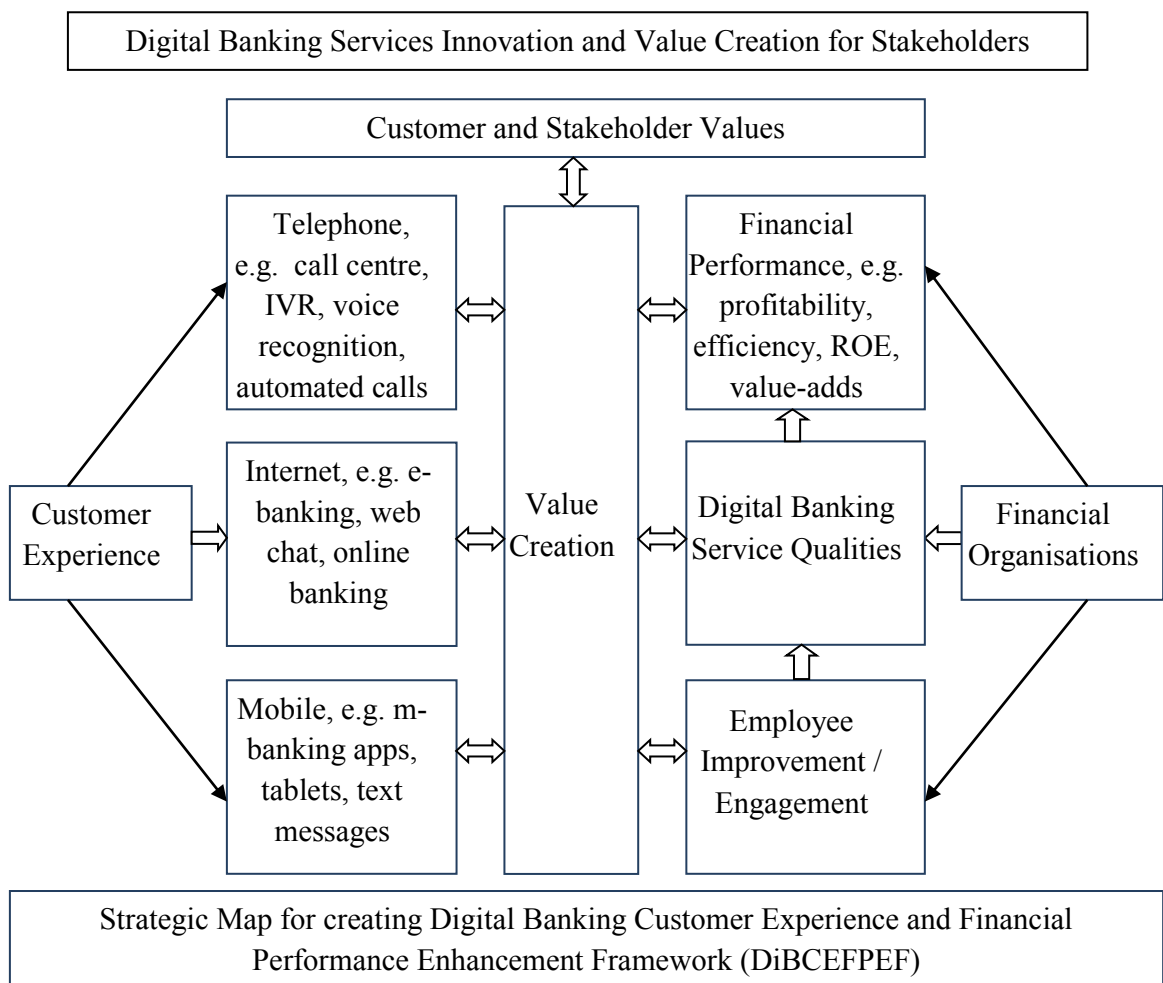 Digital Banking Services Innovation and Value Creation for Stakeholders
Customer and Stakeholder Values
Telephone,
e.g. call centre,
IVR, voice
recognition,
automated calls
Financial
Performance, e.g.
profitability,
efficiency, ROE,
value-adds
Customer
Experience
Internet, e.g. e-
banking, web
chat, online
banking
Value
Creation
Digital Banking
Service Qualities
Financial
Organisations
Mobile, e.g. m-
banking apps,
tablets, text
messages
Employee
Improvement /
Engagement
Strategic Map for creating Digital Banking Customer Experience and Financial
Performance Enhancement Framework (DiBCEFPEF)